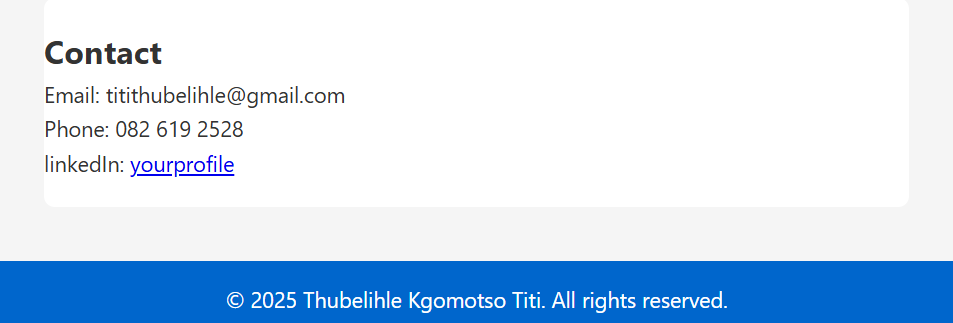 Contact
Email: titithubelihle@gmail.com
Phone: 082 619 2528
linkedIn: yourprofile
© 2025 Thubelihle Kgomotso Titi. All rights reserved.